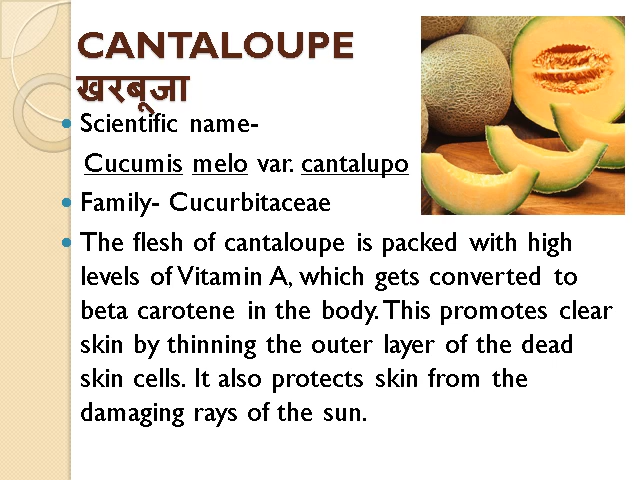 CANTALOUPE
खरबूजा
Scientific name-
Cucumis melo var. cantalupo
Family- Cucurbitaceae
The flesh of cantaloupe is packed with high
levels of Vitamin A, which gets converted to
beta carotene in the body. This promotes clear
skin by thinning the outer layer of the dead
skin cells. It also protects skin from the
damaging rays of the sun.